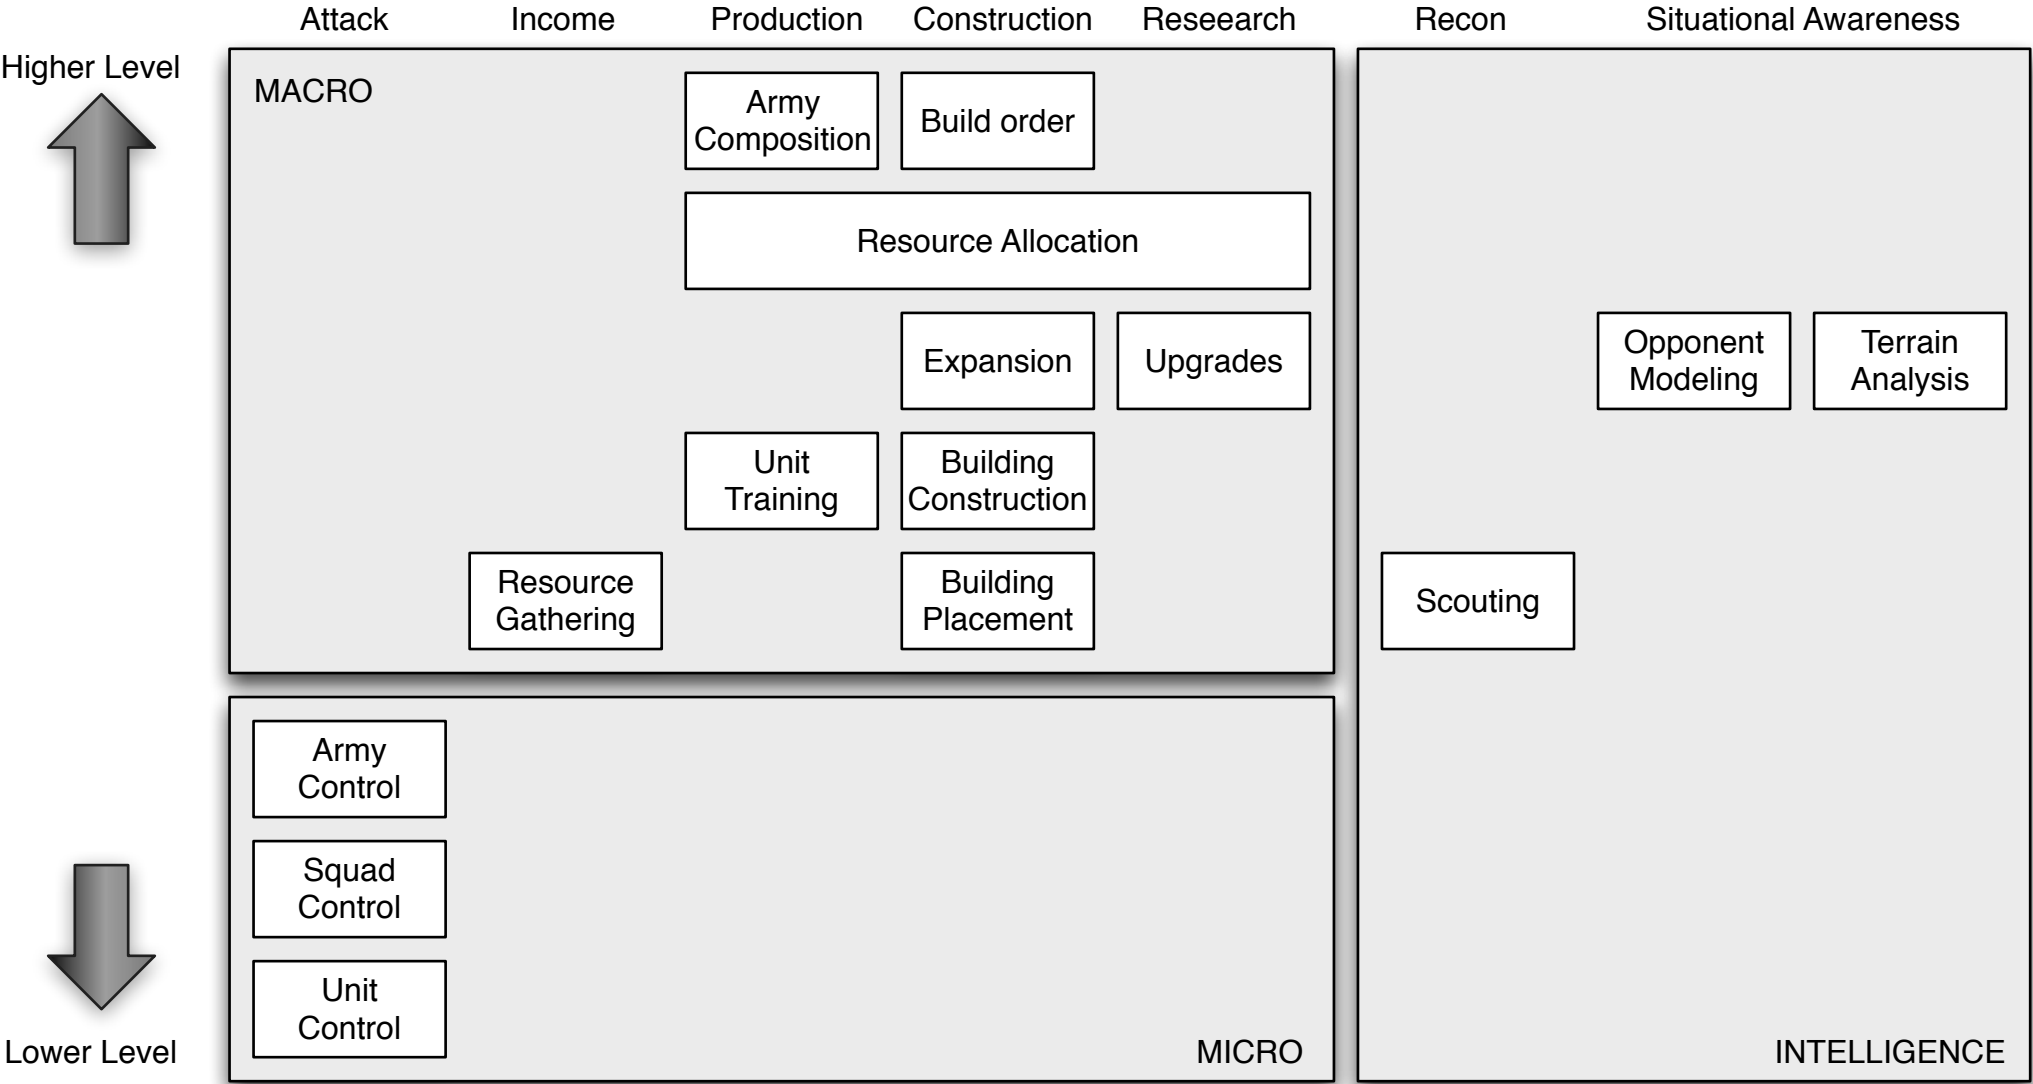 Attack
Income
Production
Construction
Reseearch
Recon
Situational Awareness
Higher Level
MACRO
Army
Composition
Build order
Resource Allocation
Expansion
Upgrades
Opponent
Modeling
Terrain
Analysis
Unit
Training
Building
Construction
Resource
Gathering
Building
Placement
Scouting
Army
Control
Squad
Control
Unit
Control
Lower Level
MICRO
INTELLIGENCE